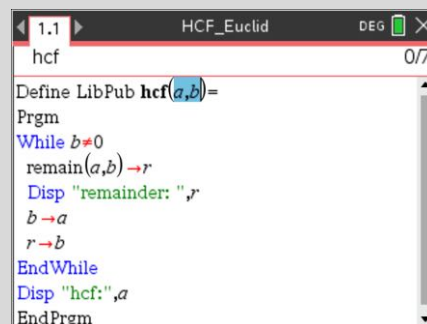 1.1 HCF_Euclid DEG
hcf 0/7
Define LibPub hcf(a,b)=
Prgm
While b≠0
remain(a,b)→r
Disp "remainder: ",r
b→a
r→b
EndWhile
Disp "hcf:",a
EndPrgm